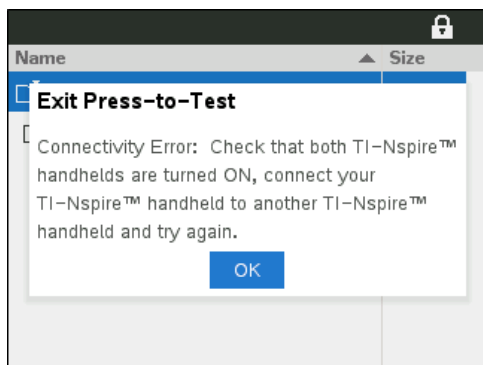 Name Size
Exit Press-to-Test
Connectivity Error: Check that both TI-Nspire™
handhelds are turned ON, connect your
TI-Nspire™ handheld to another TI-Nspire™
handheld and try again.
OK